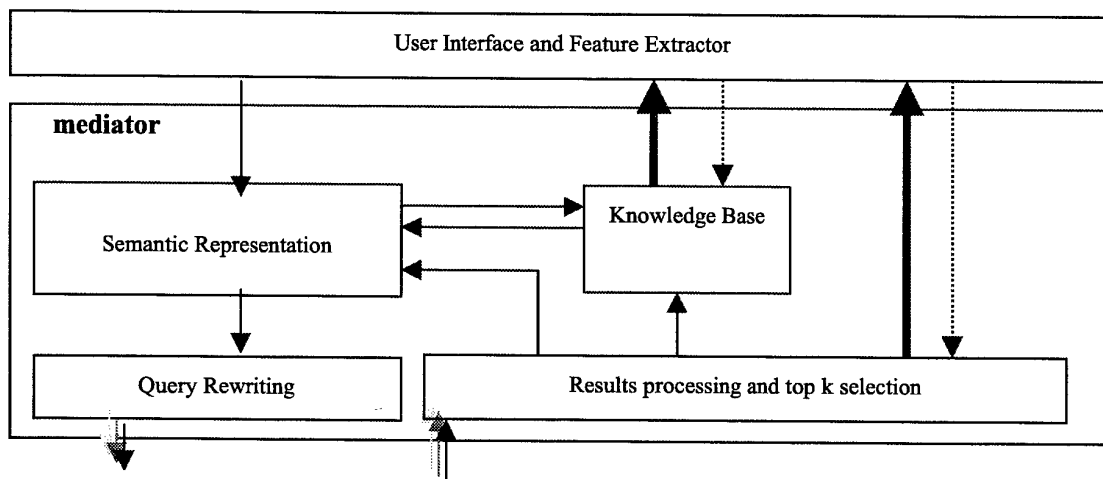 User Interface and Feature Extractor
mediator
Knowledge Base
Semantic Representation
Query Rewriting
Results processing and top k selection